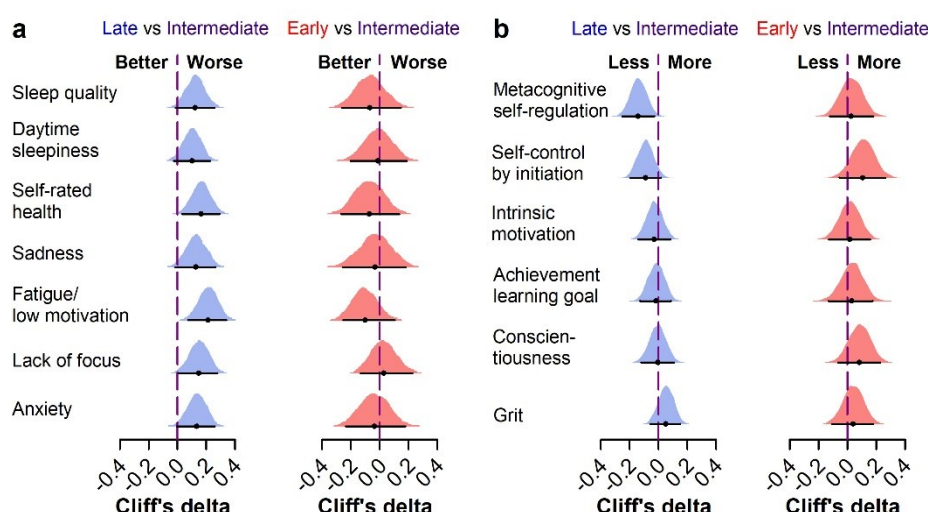 a
Late vs Intermediate
Early vs Intermediate
Better Worse
Better Worse
Sleep quality
Daytime
sleepiness
Self-rated
health
Sadness
Fatigue/
low motivation
Lack of focus
Anxiety
-0.4 -0.2 0.0 0.2 0.4
-0.4 -0.2 0.0 0.2 0.4
Cliff's delta
Cliff's delta
b
Late vs Intermediate
Early vs Intermediate
Less More
Less More
Metacognitive
self-regulation
Self-control
by initiation
Intrinsic
motivation
Achievement
learning goal
Conscien-
tiousness
Grit
-0.4 -0.2 0.0 0.2 0.4
-0.4 -0.2 0.0 0.2 0.4
Cliff's delta
Cliff's delta